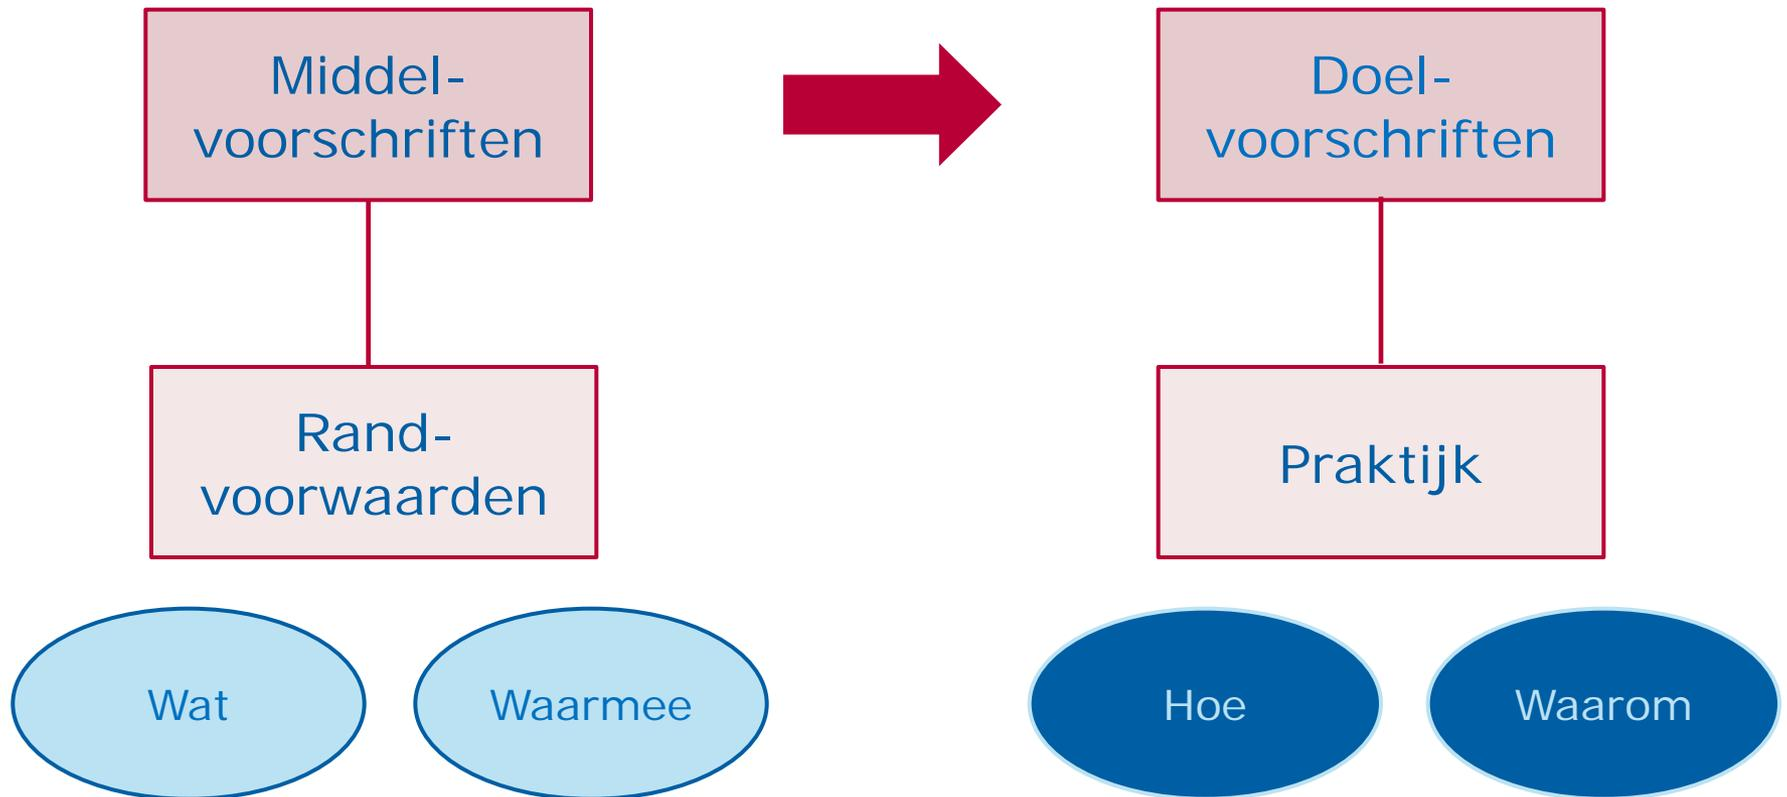 Middel-
voorschriften
Doel-
voorschriften
Rand-
voorwaarden
Praktijk
Wat
Waarmee
Hoe
Waarom